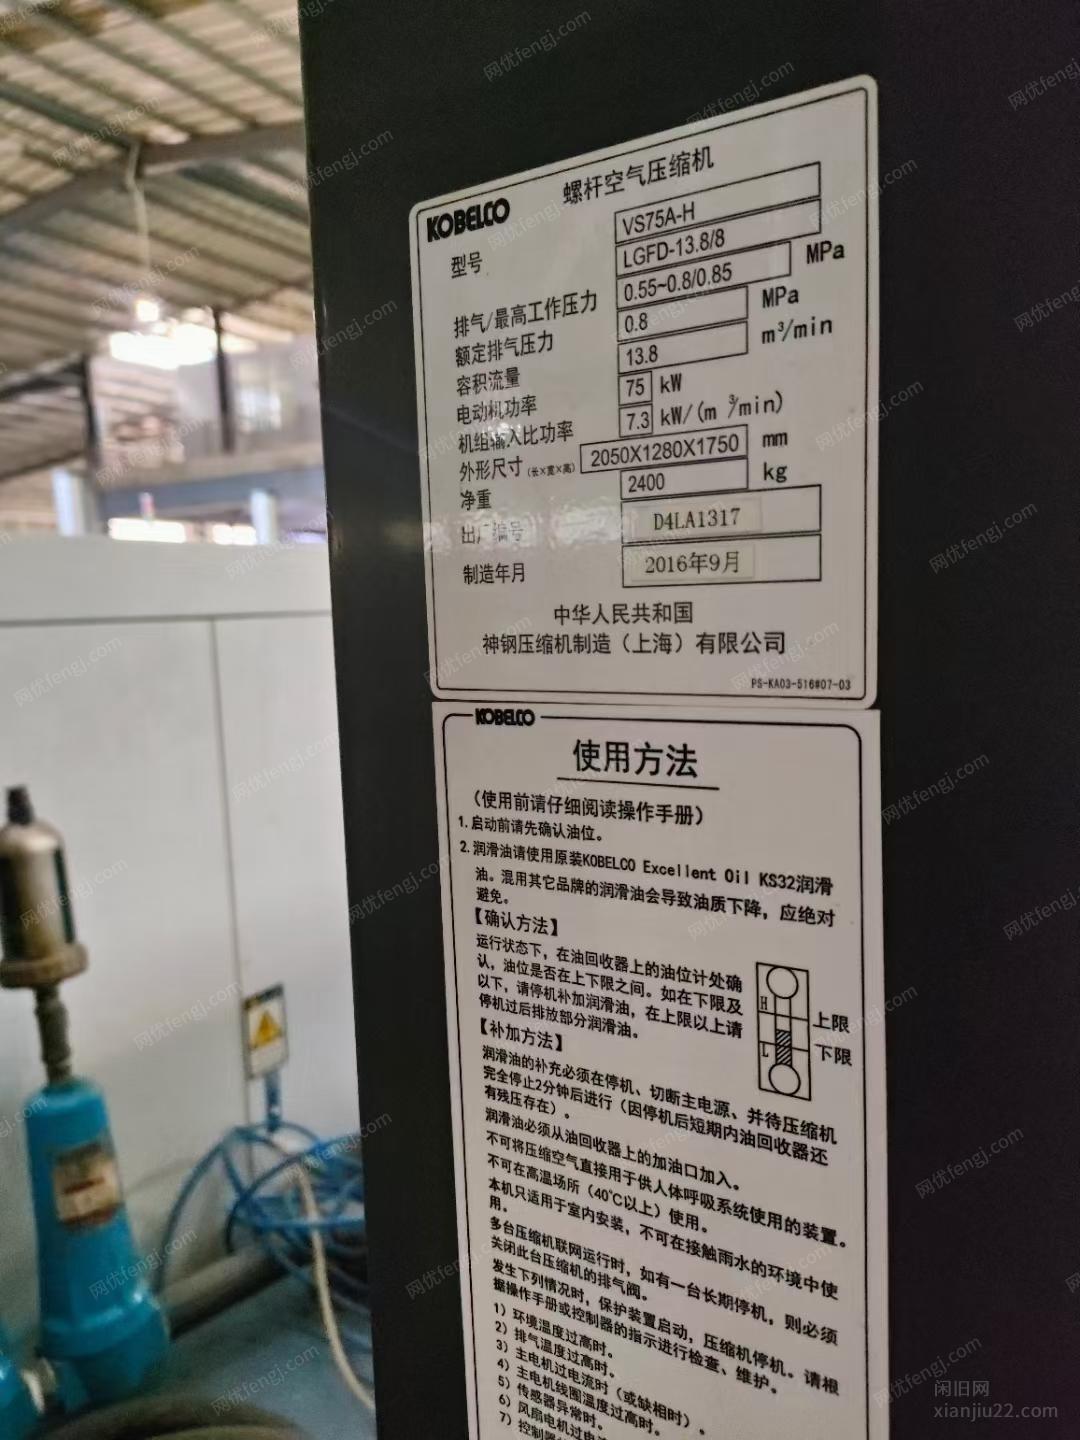 KOBELCO
螺杆空气压缩机
型号 VS75A-H
LGFD-13.8/8
排气/最高工作压力 0.55~0.8/0.85 MPa
额定排气压力 0.8 MPa
容积流量 13.8 m³/min
电动机功率 75 kW
机组输入比功率 7.3 kW/(m³/min)
外形尺寸(长×宽×高) 2050X1280X1750 mm
净重 2400 kg
出厂编号 D4LA1317
制造年月 2016年9月
中华人民共和国
神钢压缩机制造（上海）有限公司
PS-KA03-516#07-03
KOBELCO
使用方法
（使用前请仔细阅读操作手册）
1.启动前请先确认油位。
2.润滑油请使用原装KOBELCO Excellent Oil KS32润滑
油。混用其它品牌的润滑油会导致油质下降，应绝对
避免。
【确认方法】
运行状态下，在油回收器上的油位计处确
认，油位是否在上下限之间。如在下限及
以下，请停机补加润滑油，在上限以上请
停机过后排放部分润滑油。
H 上限
L 下限
【补加方法】
润滑油的补充必须在停机、切断主电源、并待压缩机
完全停止2分钟后进行（因停机后短期内油回收器还
有残压存在）。
润滑油必须从油回收器上的加油口加入。
不可将压缩空气直接用于供人体呼吸系统使用的装置。
不可在高温场所（40℃以上）使用。
本机只适用于室内安装，不可在接触雨水的环境中使
用。
多台压缩机联网运行时，如有一台长期停机，则必须
关闭此台压缩机的排气阀。
发生下列情况时，保护装置启动，压缩机停机。请根
据操作手册或控制器的指示进行检查、维护。
1）环境温度过高时。
2）排气温度过高时。
3）主电机过电流时（或缺相时）。
4）主电机线圈温度过高时。
5）传感器异常时。
6）风扇电机过电
7）控制器
网优fengj.com
闲旧网
xianjiu22.com